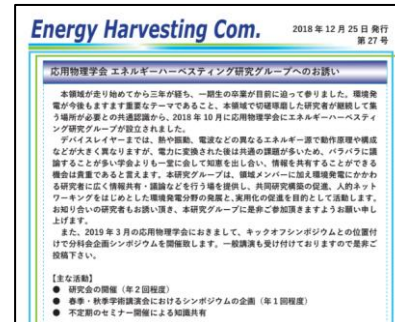 Energy Harvesting Com.
2018 年 12 月 25 日 発行
第 27 号
応用物理学会 エネルギーハーベスティング研究グループへのお誘い
本領域が走り始めてから三年が経ち、一期生の卒業が目前に迫って参りました。環境発
電が今後もますます重要なテーマであること、本領域で切磋琢磨した研究者が継続して集
う場所が必要との共通認識から、2018 年 10 月に応用物理学会にエネルギーハーベスティ
ング研究グループが設立されました。
デバイスレイヤーまでは、熱や振動、電波などの異なるエネルギー源で動作原理や構成
などが大きく異なりますが、電力に変換された後は共通の課題が多いため、バラバラに議
論することが多い学会よりも一堂に会して知恵を出し合い、情報を共有することができる
機会は貴重であると言えます。本研究グループは、領域メンバーに加え環境発電にかかわ
る研究者に広く情報共有・議論などを行う場を提供し、共同研究構築の促進、人的ネット
ワーキングをはじめとした環境発電分野の発展と、実用化の促進を目的として活動します。
お知り合いの研究者もお誘い頂き、本研究グループに是非ご参加頂きますようお願い申し
上げます。
また、2019 年 3 月の応用物理学会におきまして、キックオフシンポジウムとの位置付
けで分科会企画シンポジウムを開催致します。一般講演も受け付けておりますので是非ご
投稿下さい。
【主な活動】
● 研究会の開催（年 2 回程度）
● 春季・秋季学術講演会におけるシンポジウムの企画（年 1 回程度）
● 不定期のセミナー開催による知識共有